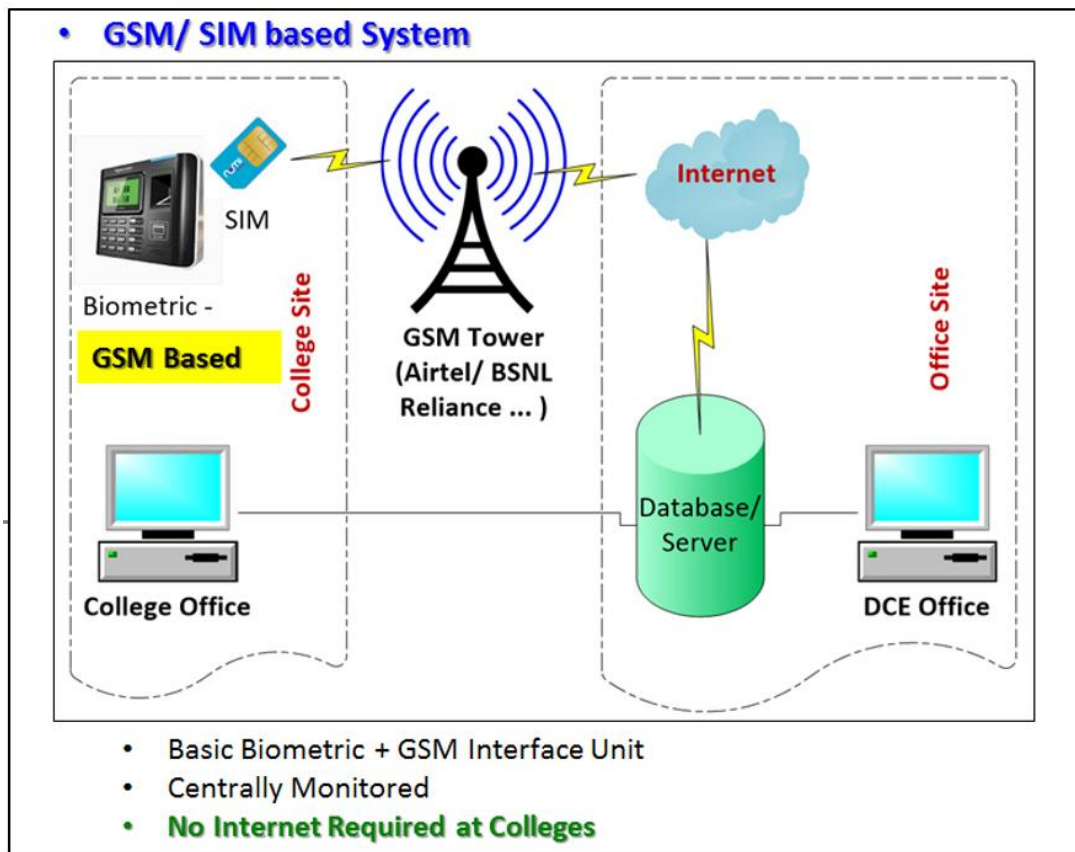 • GSM/ SIM based System
SIM
Biometric -
GSM Based
College Site
GSM Tower
(Airtel/ BSNL
Reliance ... )
Internet
Office Site
Database/
Server
College Office
DCE Office
• Basic Biometric + GSM Interface Unit
• Centrally Monitored
• No Internet Required at Colleges